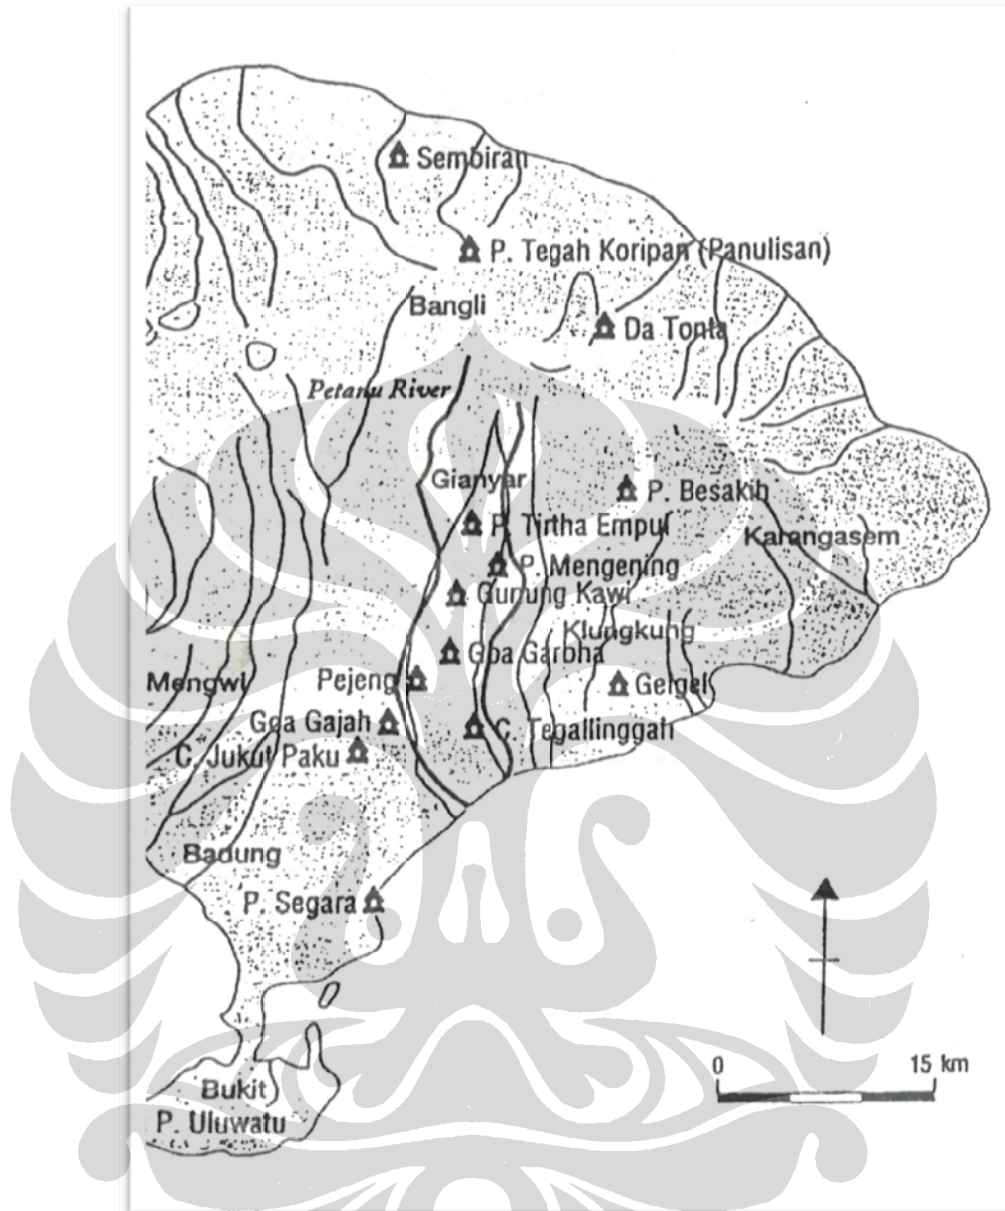 Sembiran
P. Tegah Koripan (Panulisan)
Bangli
Da Tonta
Petanu River
Gianyar
P. Besakih
P. Tirtha Empul
Karangasem
P. Mengening
Gunung Kawi
Klungkung
Goa Garbha
Mengwi
Pejeng
Gelgel
Goa Gajah
C. Tegallinggah
C. Jukut Paku
Badung
P. Segara
0 15 km
Bukit
P. Uluwatu